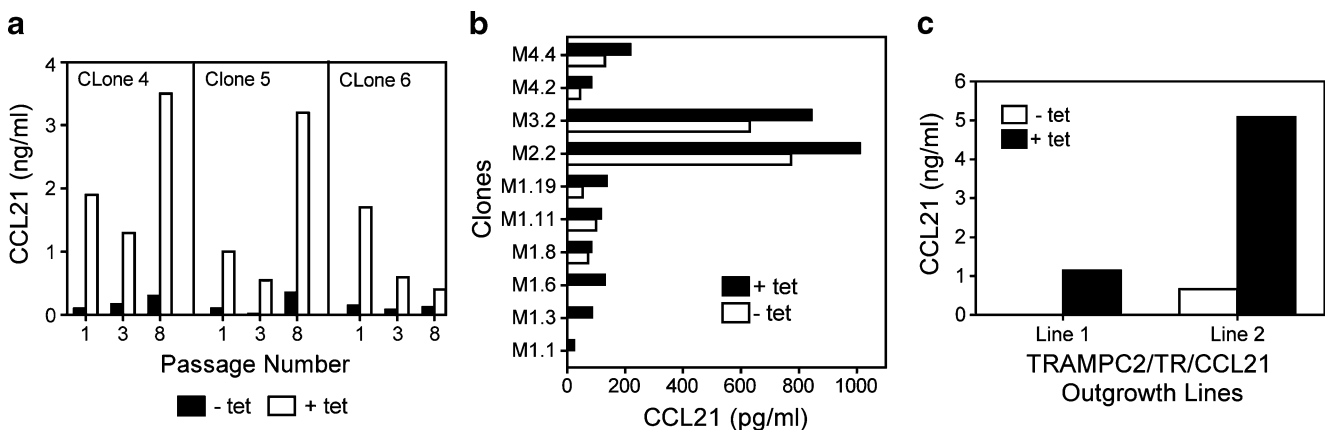 a
CLone 4
Clone 5
CLone 6
CCL21 (ng/ml)
4
3
2
1
0
1 3 8 1 3 8 1 3 8
Passage Number
- tet + tet
b
Clones
M4.4
M4.2
M3.2
M2.2
M1.19
M1.11
M1.8
M1.6
M1.3
M1.1
+ tet
- tet
0 200 400 600 800 1000
CCL21 (pg/ml)
c
CCL21 (ng/ml)
6
5
4
3
2
1
0
- tet
+ tet
Line 1 Line 2
TRAMPC2/TR/CCL21
Outgrowth Lines